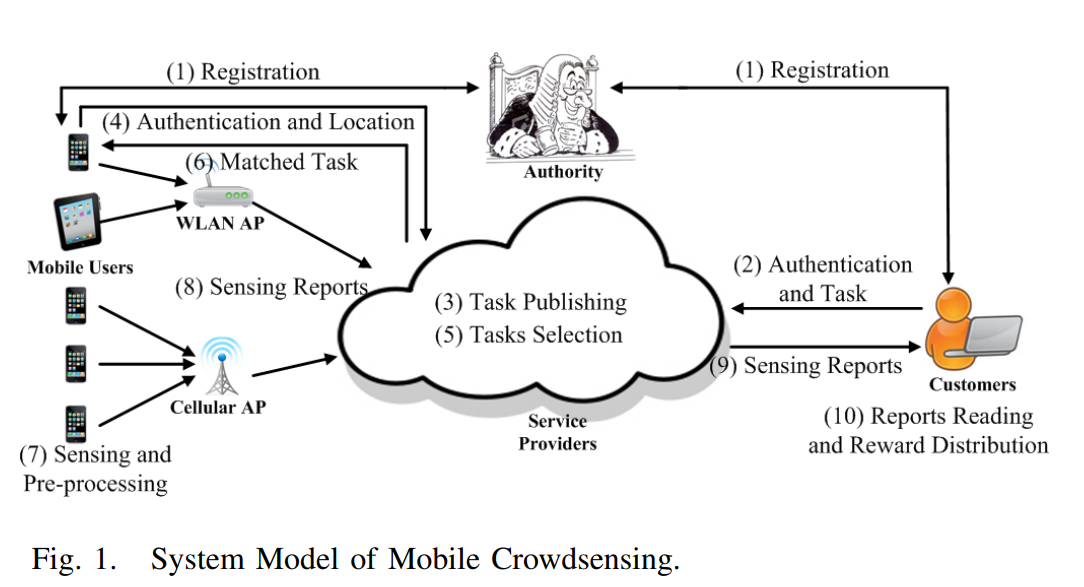 (1) Registration
(1) Registration
(4) Authentication and Location
(6) Matched Task
Authority
WLAN AP
Mobile Users
(2) Authentication
and Task
(8) Sensing Reports
(3) Task Publishing
(5) Tasks Selection
(9) Sensing Reports
Customers
Cellular AP
Service
Providers
(10) Reports Reading
and Reward Distribution
(7) Sensing and
Pre-processing
Fig. 1. System Model of Mobile Crowdsensing.